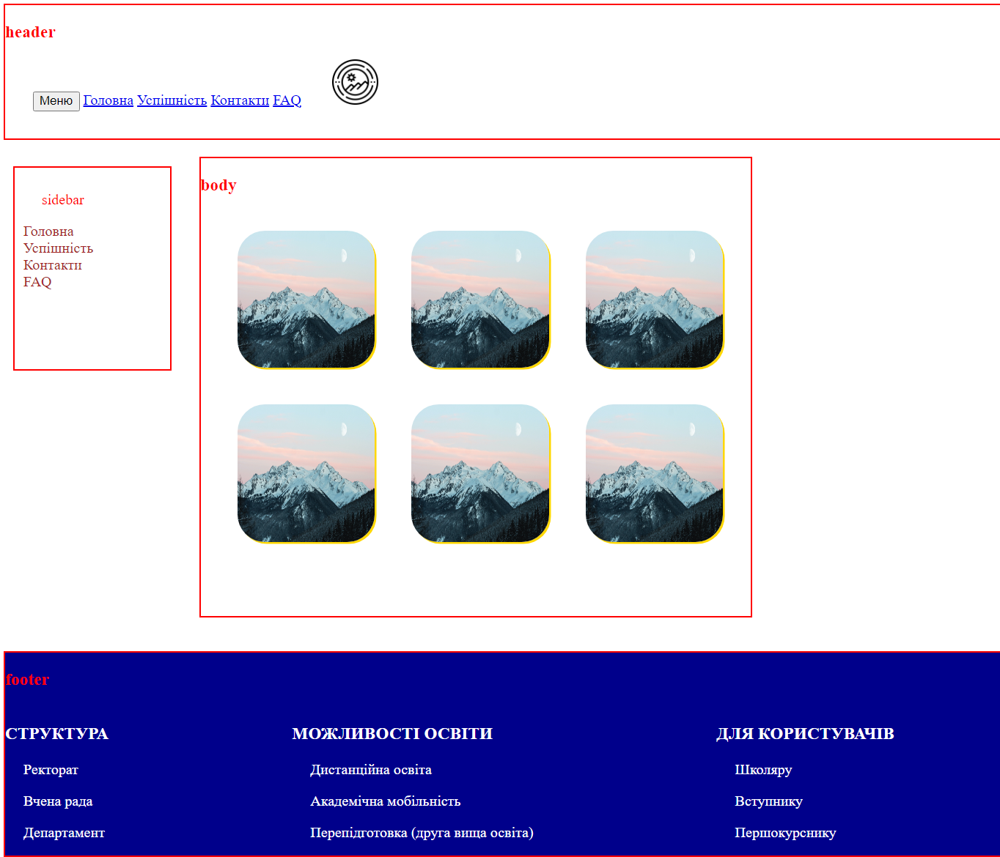 header
Меню Головна Успішність Контакти FAQ
sidebar
Головна
Успішність
Контакти
FAQ
body
footer
СТРУКТУРА
Ректорат
Вчена рада
Департамент
МОЖЛИВОСТІ ОСВІТИ
Дистанційна освіта
Академічна мобільність
Перепідготовка (друга вища освіта)
ДЛЯ КОРИСТУВАЧІВ
Школяру
Вступнику
Першокурснику